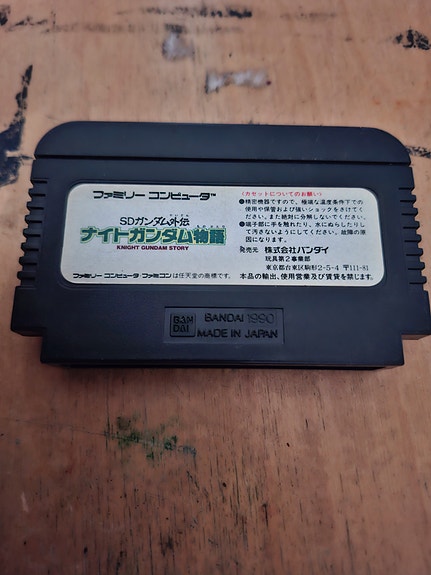 ファミリー コンピュータ™
SDガンダム外伝
ナイトガンダム物語
KNIGHT GUNDAM STORY
ファミリー コンピュータ・ファミコンは任天堂の商標です。
〈カセットについてのお願い〉
●精密機器ですので、極端な温度条件下での
使用や保管および強いショックをさけてく
ださい。また絶対に分解しないでください。
●端子部に手を触れたり、水にぬらしたりし
て汚さないようにしてください。故障の原
因になります。
発売元 株式会社バンダイ
玩具第2事業部
東京都台東区駒形2-5-4 〒111-81
本品の輸出、使用営業及び賃貸を禁じます。
BAN
DAI
BANDAI 1990
MADE IN JAPAN